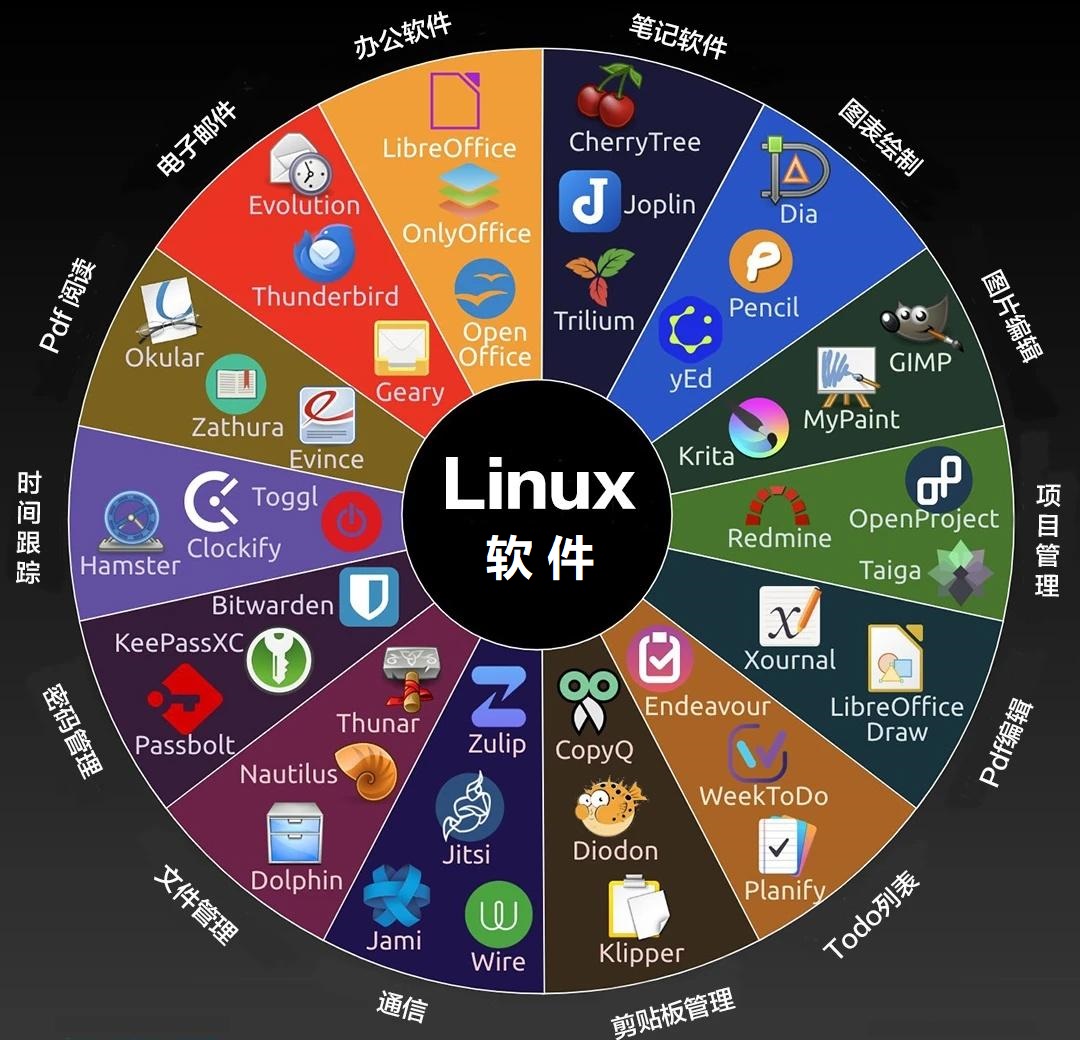 Linux
软件
笔记软件
CherryTree
Joplin
Trilium
图表绘制
Dia
Pencil
yEd
图片编辑
GIMP
MyPaint
Krita
项目管理
OpenProject
Redmine
Taiga
Pdf编辑
Xournal
LibreOffice
Draw
Todo列表
Endeavour
WeekToDo
Planify
剪贴板管理
CopyQ
Diodon
Klipper
通信
Zulip
Jitsi
Jami
Wire
文件管理
Thunar
Nautilus
Dolphin
密码管理
Bitwarden
KeePassXC
Passbolt
时间跟踪
Toggl
Clockify
Hamster
Pdf 阅读
Okular
Zathura
Evince
电子邮件
Evolution
Thunderbird
Geary
办公软件
LibreOffice
OnlyOffice
Open
Office